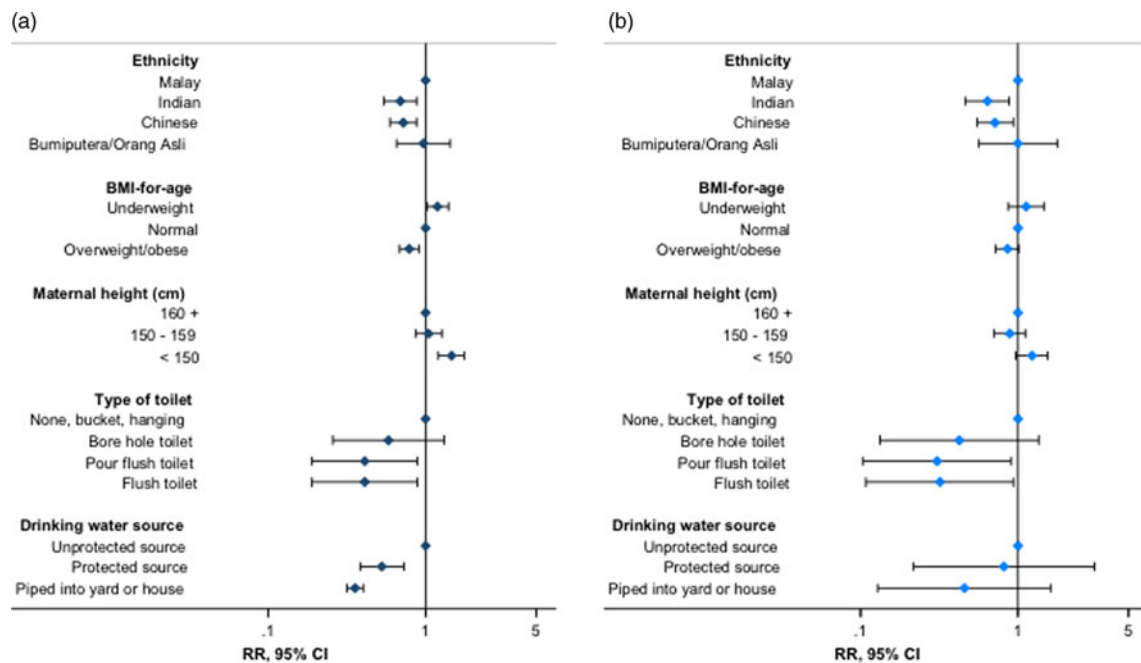 (a)
Ethnicity
Malay
Indian
Chinese
Bumiputera/Orang Asli
BMI-for-age
Underweight
Normal
Overweight/obese
Maternal height (cm)
160 +
150 - 159
< 150
Type of toilet
None, bucket, hanging
Bore hole toilet
Pour flush toilet
Flush toilet
Drinking water source
Unprotected source
Protected source
Piped into yard or house
.1 1 5
RR, 95% CI
(b)
Ethnicity
Malay
Indian
Chinese
Bumiputera/Orang Asli
BMI-for-age
Underweight
Normal
Overweight/obese
Maternal height (cm)
160 +
150 - 159
< 150
Type of toilet
None, bucket, hanging
Bore hole toilet
Pour flush toilet
Flush toilet
Drinking water source
Unprotected source
Protected source
Piped into yard or house
.1 1 5
RR, 95% CI